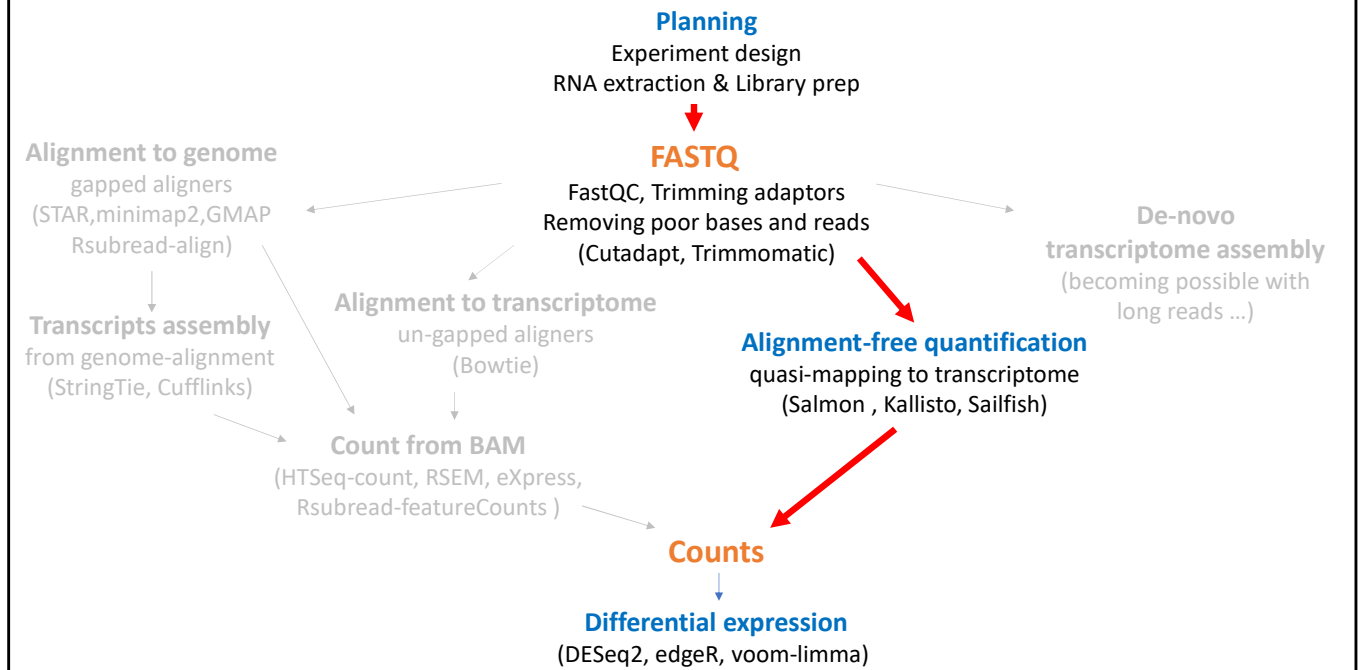 Planning
Experiment design
RNA extraction & Library prep
FASTQ
FastQC, Trimming adaptors
Removing poor bases and reads
(Cutadapt, Trimmomatic)
Alignment to genome
gapped aligners
(STAR,minimap2,GMAP
Rsubread-align)
Transcripts assembly
from genome-alignment
(StringTie, Cufflinks)
Alignment to transcriptome
un-gapped aligners
(Bowtie)
De-novo
transcriptome assembly
(becoming possible with
long reads …)
Alignment-free quantification
quasi-mapping to transcriptome
(Salmon , Kallisto, Sailfish)
Count from BAM
(HTSeq-count, RSEM, eXpress,
Rsubread-featureCounts )
Counts
Differential expression
(DESeq2, edgeR, voom-limma)